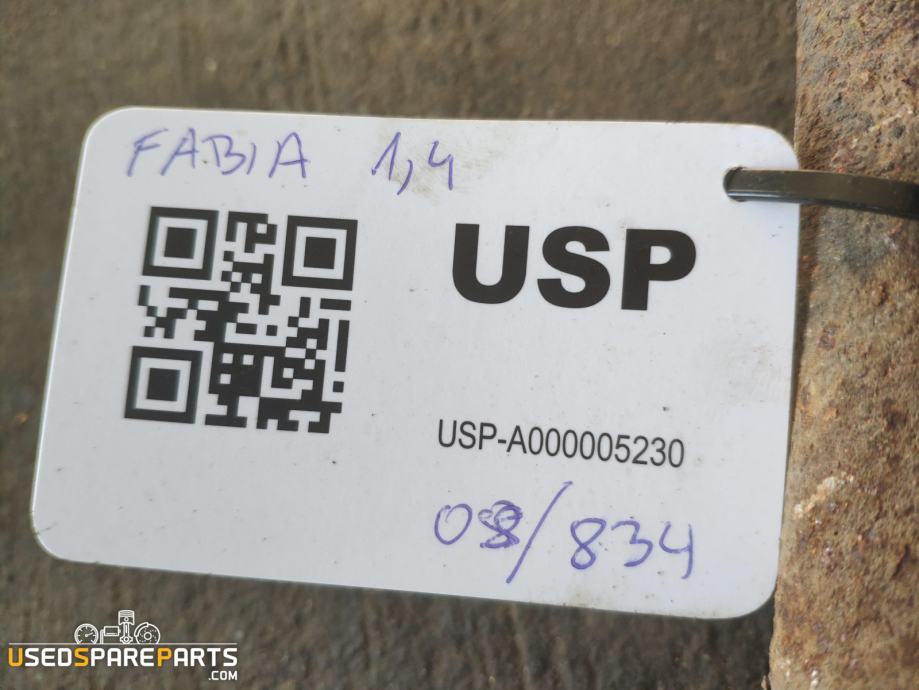 FABIA 1,4
USP
USP-A000005230
08/834
USEDSPAREPARTS
.COM